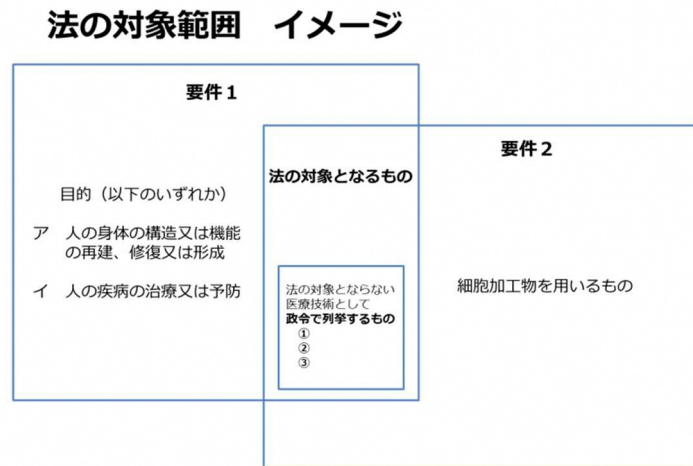 法の対象範囲　イメージ
要件１
要件２
法の対象となるもの
目的（以下のいずれか）
ア　人の身体の構造又は機能
の再建、修復又は形成
イ　人の疾病の治療又は予防
法の対象とならない
医療技術として
政令で列挙するもの
①
②
③
細胞加工物を用いるもの